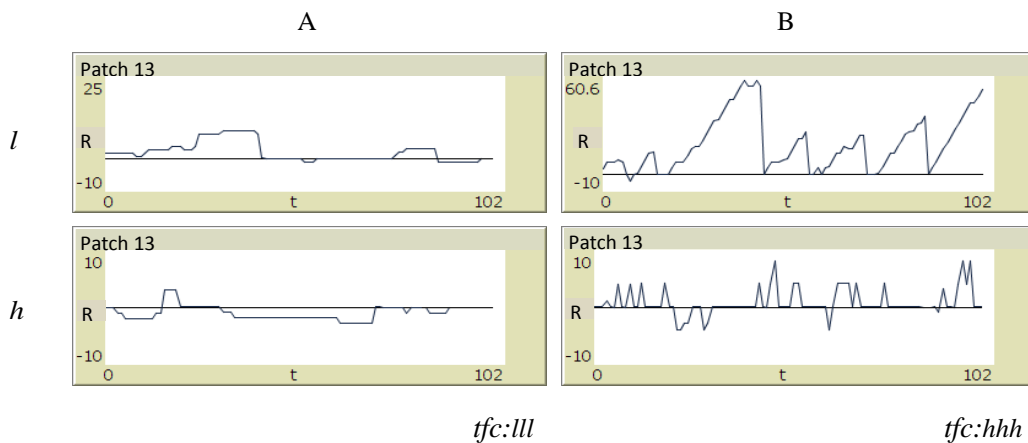 A B
Patch 13 Patch 13
25 60.6
l R R
-10 -10
0 t 102 0 t 102
Patch 13 Patch 13
10 10
h R R
-10 -10
0 t 102 0 t 102
tfc:lll tfc:hhh